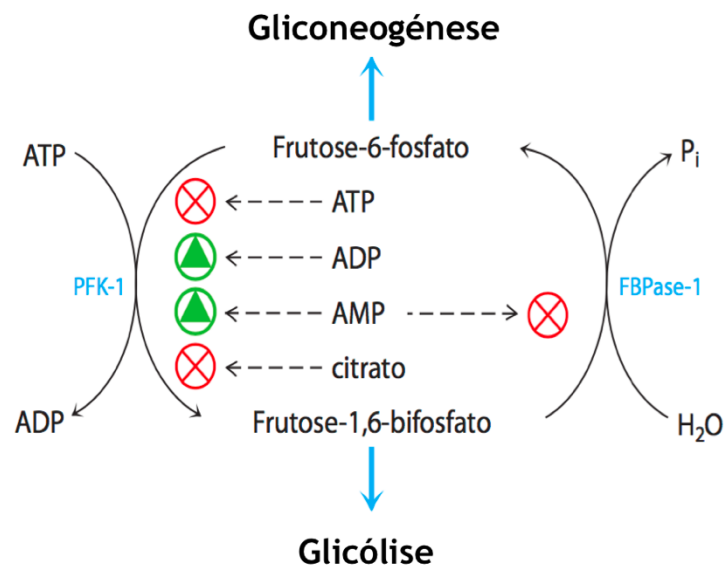 Gliconeogénese
ATP
Frutose-6-fosfato
Pi
ATP
ADP
PFK-1
FBPase-1
AMP
citrato
ADP
Frutose-1,6-bifosfato
H2O
Glicólise